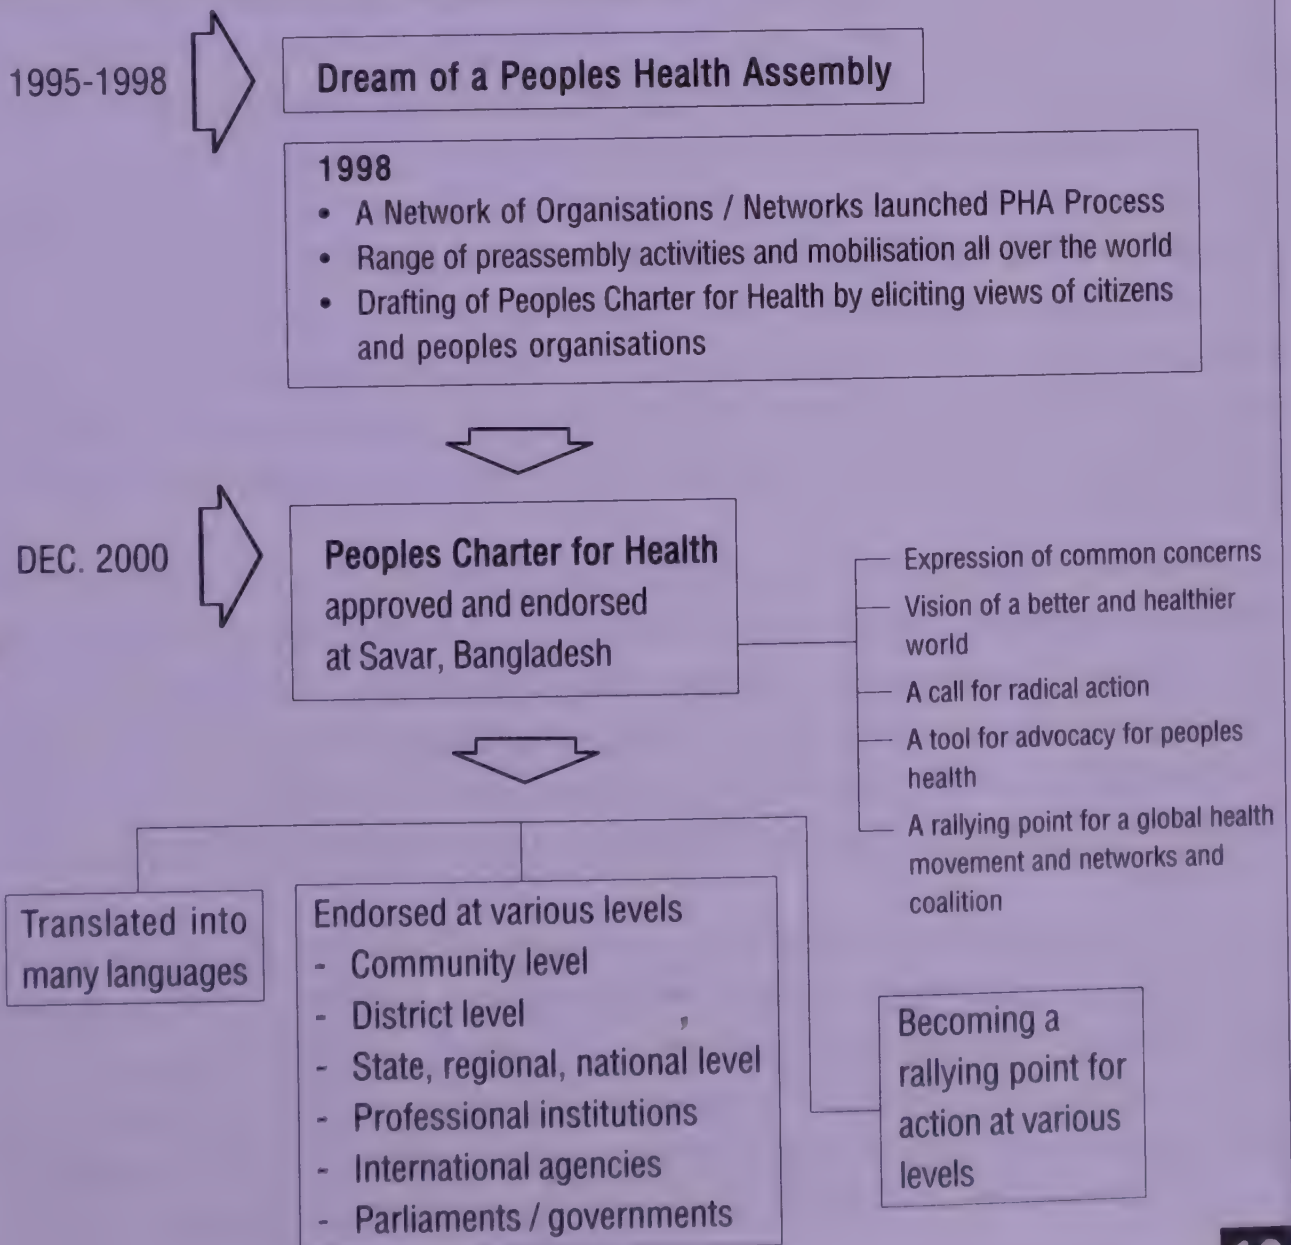 1995-1998
Dream of a Peoples Health Assembly
1998
• A Network of Organisations / Networks launched PHA Process
• Range of preassembly activities and mobilisation all over the world
• Drafting of Peoples Charter for Health by eliciting views of citizens
and peoples organisations
DEC. 2000
Peoples Charter for Health
approved and endorsed
at Savar, Bangladesh
Expression of common concerns
Vision of a better and healthier
world
A call for radical action
A tool for advocacy for peoples
health
A rallying point for a global health
movement and networks and
coalition
Translated into
many languages
Endorsed at various levels
- Community level
- District level
- State, regional, national level
- Professional institutions
- International agencies
- Parliaments / governments
Becoming a
rallying point for
action at various
levels